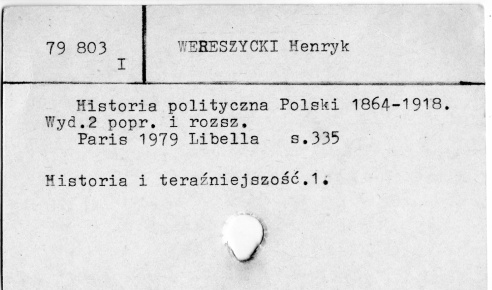 79 803 WERESZYCKI Henryk
I
Historia polityczna Polski 1864-1918.
Wyd.2 popr. i rozsz.
Paris 1979 Libella s.335
Historia i teraźniejszość.1.